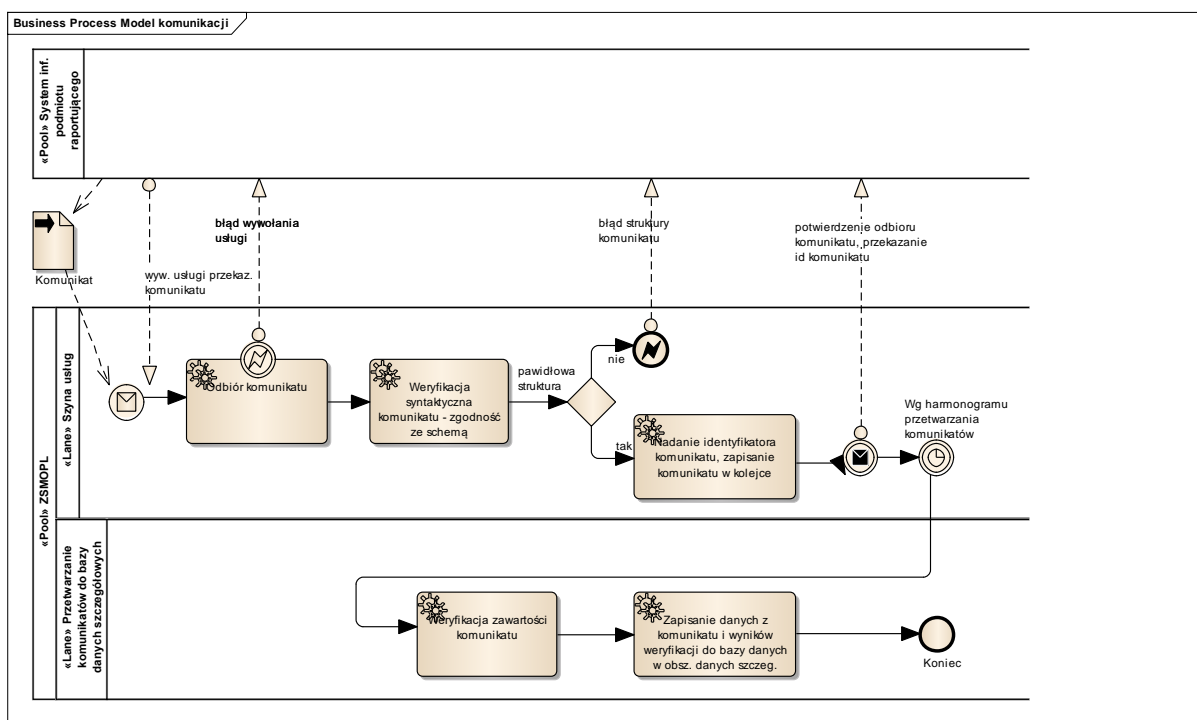 Business Process Model komunikacji
«Pool» System inf.
podmiotu
raportującego
błąd wywołania
usługi
błąd struktury
komunikatu
potwierdzenie odbioru
komunikatu, przekazanie
id komunikatu
Komunikat
wyw. usługi przekaz.
komunikatu
«Pool» ZSMOPL
«Lane» Szyna usług
Odbiór komunikatu
Weryfikacja
syntaktyczna
komunikatu - zgodność
ze schemą
pawidłowa
struktura
nie
tak
Nadanie identyfikatora
komunikatu, zapisanie
komunikatu w kolejce
Wg harmonogramu
przetwarzania
komunikatów
«Lane» Przetwarzanie
komunikatów do bazy
danych szczegółowych
Weryfikacja zawartości
komunikatu
Zapisanie danych z
komunikatu i wyników
weryfikacji do bazy danych
w obsz. danych szczeg.
Koniec